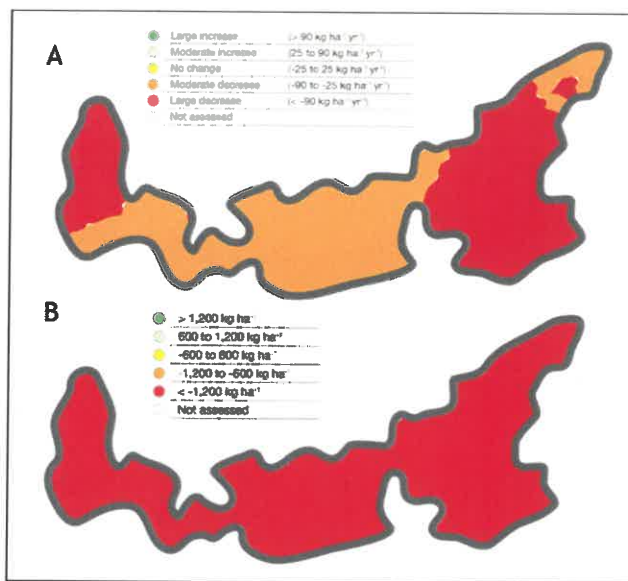 A
Large increase (> 90 kg ha⁻¹ yr⁻¹)
Moderate increase (25 to 90 kg ha⁻¹ yr⁻¹)
No change (-25 to 25 kg ha⁻¹ yr⁻¹)
Moderate decrease (-90 to -25 kg ha⁻¹ yr⁻¹)
Large decrease (< -90 kg ha⁻¹ yr⁻¹)
Not assessed
B
> 1,200 kg ha⁻¹
600 to 1,200 kg ha⁻¹
-600 to 600 kg ha⁻¹
-1,200 to -600 kg ha⁻¹
< -1,200 kg ha⁻¹
Not assessed